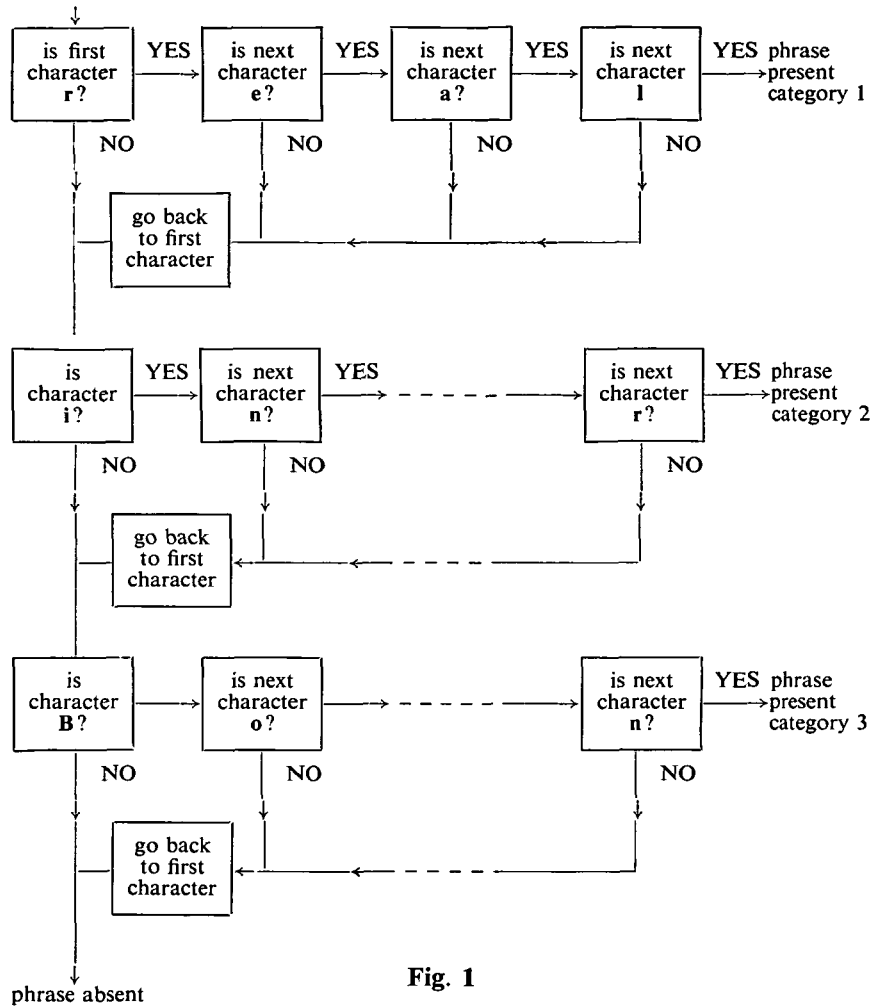 is first
character
r?
YES
is next
character
e?
YES
is next
character
a?
YES
is next
character
l?
YES
phrase
present
category 1
NO
NO
NO
NO
go back
to first
character
is
character
i?
YES
is next
character
n?
YES
is next
character
r?
YES
phrase
present
category 2
NO
NO
NO
go back
to first
character
is
character
B?
is next
character
o?
is next
character
n?
YES
phrase
present
category 3
NO
NO
NO
go back
to first
character
phrase absent
Fig. 1